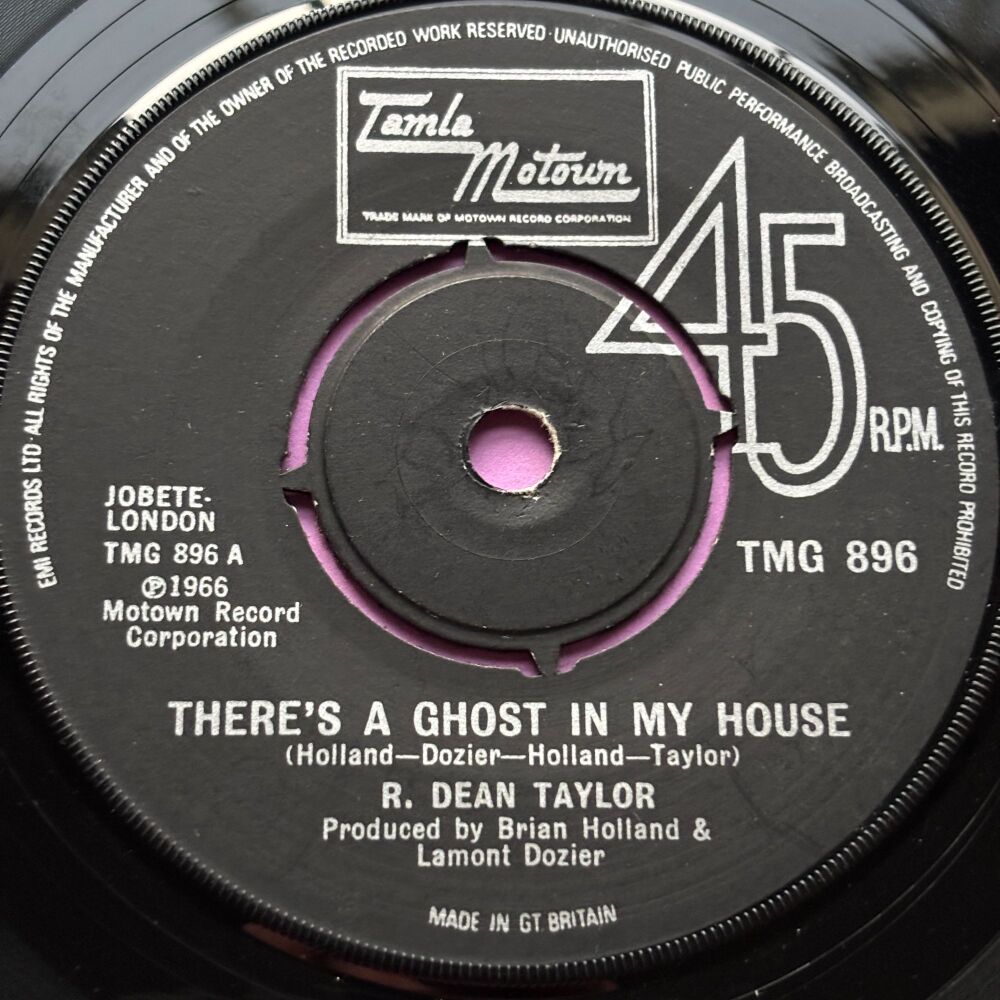 EMI RECORDS LTD · ALL RIGHTS OF THE MANUFACTURER AND OF THE OWNER OF THE RECORDED WORK RESERVED · UNAUTHORISED PUBLIC PERFORMANCE BROADCASTING AND COPYING OF THIS RECORD PROHIBITED
Tamla
Motown
TRADE MARK OF MOTOWN RECORD CORPORATION
45
R.P.M.
JOBETE-
LONDON
TMG 896 A
℗1966
Motown Record
Corporation
TMG 896
THERE'S A GHOST IN MY HOUSE
(Holland—Dozier—Holland—Taylor)
R. DEAN TAYLOR
Produced by Brian Holland &
Lamont Dozier
MADE IN GT. BRITAIN